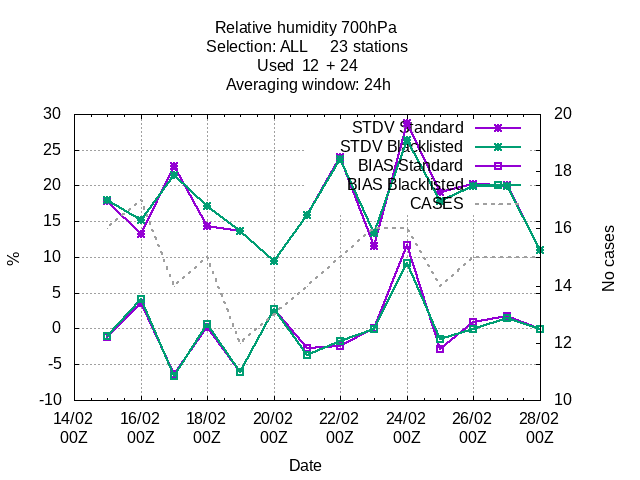 Relative humidity 700hPa
Selection: ALL 23 stations
Used 12 + 24
Averaging window: 24h
30
25
20
15
10
5
0
-5
-10
%
20
18
16
14
12
10
No cases
STDV Standard
STDV Blacklisted
BIAS Standard
BIAS Blacklisted
CASES
14/02 16/02 18/02 20/02 22/02 24/02 26/02 28/02
00Z 00Z 00Z 00Z 00Z 00Z 00Z 00Z
Date